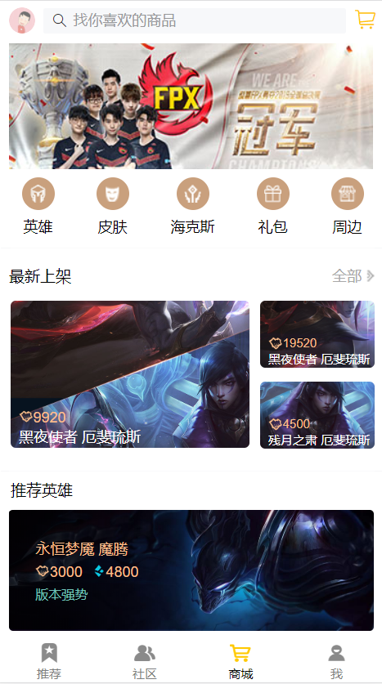 找你喜欢的商品
FPX
WE ARE
冠军
CHAMPIONS
英雄
皮肤
海克斯
礼包
周边
最新上架
全部
9920
黑夜使者 厄斐琉斯
19520
黑夜使者 厄斐琉斯
4500
残月之肃 厄斐琉斯
推荐英雄
永恒梦魇 魔腾
3000 4800
版本强势
推荐
社区
商城
我